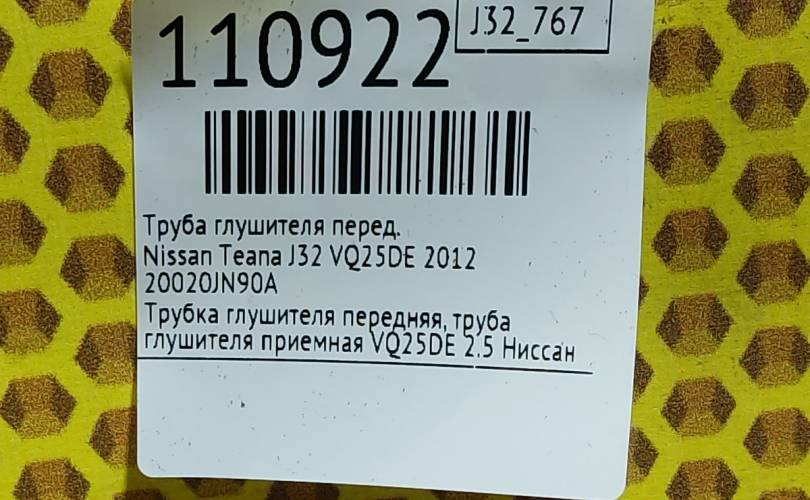 110922
J32_767
Труба глушителя перед.
Nissan Teana J32 VQ25DE 2012
20020JN90A
Трубка глушителя передняя, труба
глушителя приемная VQ25DE 2.5 Ниссан